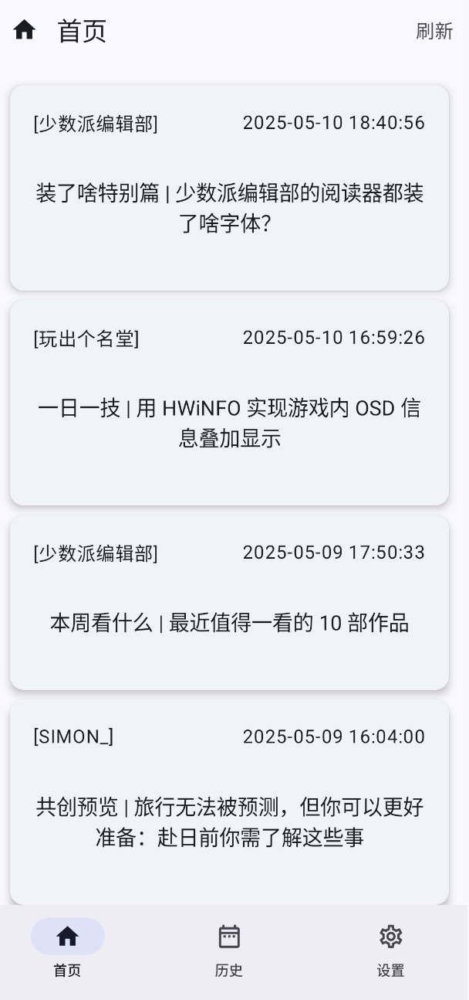 首页
刷新
[少数派编辑部]
2025-05-10 18:40:56
装了啥特别篇 | 少数派编辑部的阅读器都装
了啥字体？
[玩出个名堂]
2025-05-10 16:59:26
一日一技 | 用 HWiNFO 实现游戏内 OSD 信
息叠加显示
[少数派编辑部]
2025-05-09 17:50:33
本周看什么 | 最近值得一看的 10 部作品
[SIMON_]
2025-05-09 16:04:00
共创预览 | 旅行无法被预测，但你可以更好
准备：赴日前你需了解这些事
首页
历史
设置